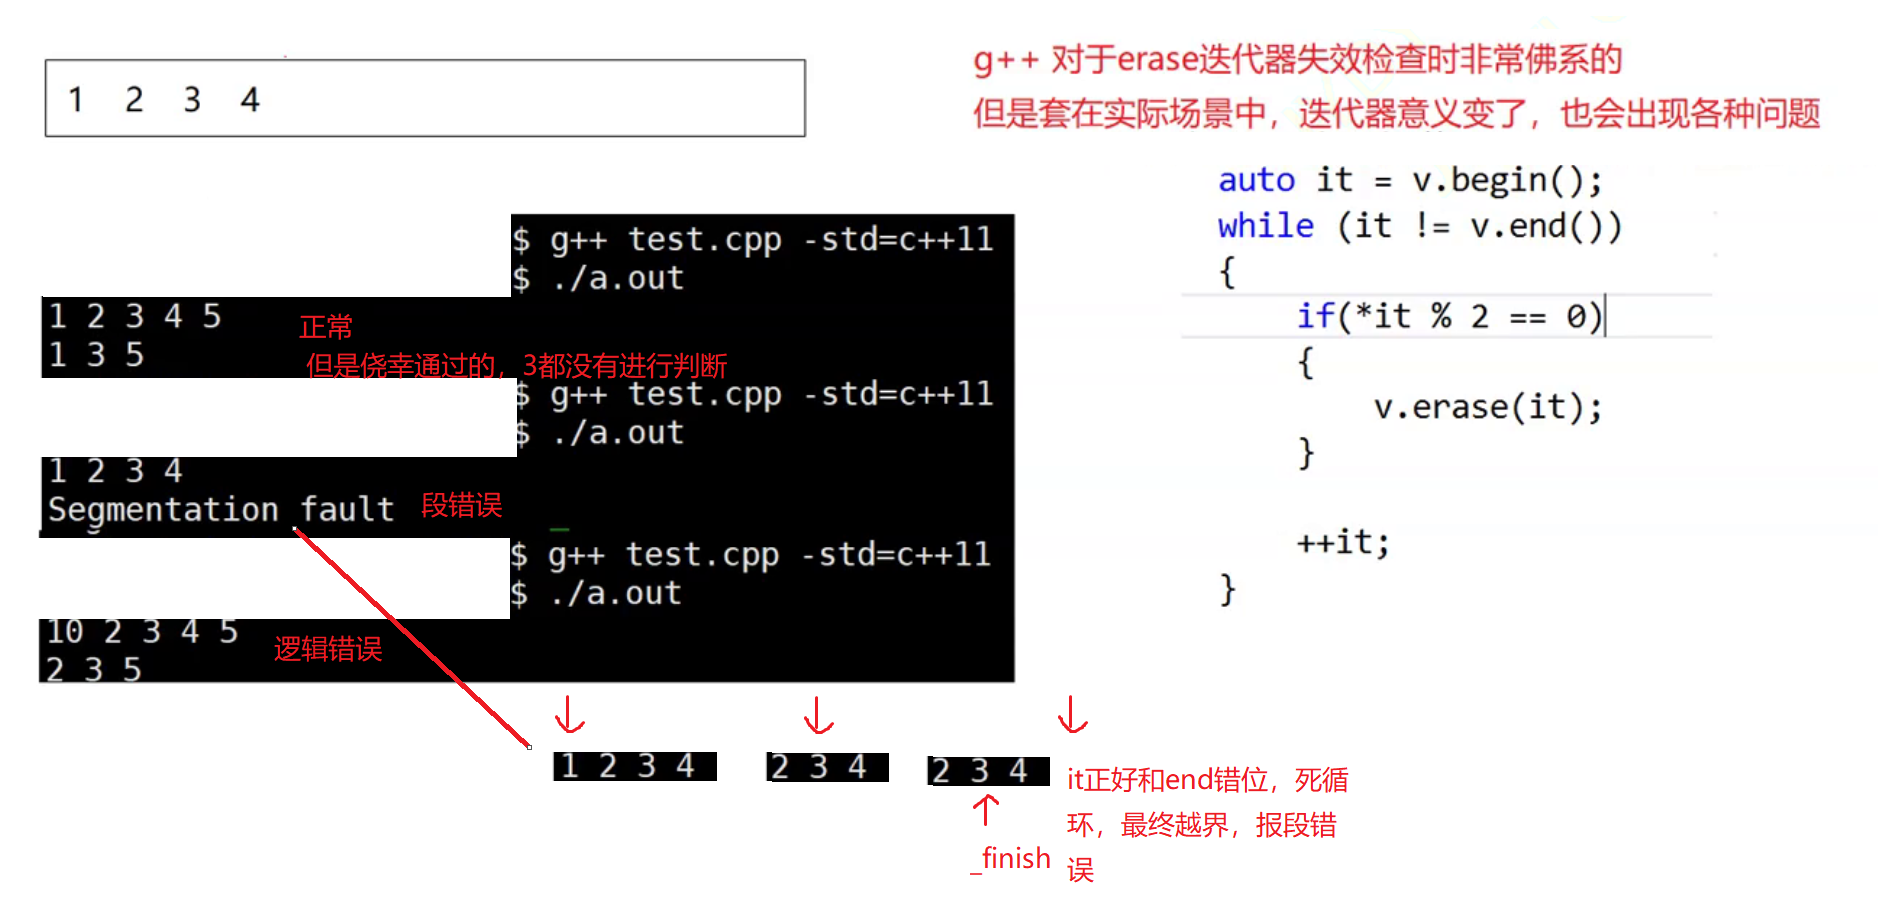 1 2 3 4
g++ 对于erase迭代器失效检查时非常佛系的
但是套在实际场景中，迭代器意义变了，也会出现各种问题
auto it = v.begin();
while (it != v.end())
{
if(*it % 2 == 0)
{
v.erase(it);
}
++it;
}
$ g++ test.cpp -std=c++11
$ ./a.out
1 2 3 4 5
正常
1 3 5
但是侥幸通过的，3都没有进行判断
$ g++ test.cpp -std=c++11
$ ./a.out
1 2 3 4
Segmentation fault
段错误
$ g++ test.cpp -std=c++11
$ ./a.out
10 2 3 4 5
逻辑错误
2 3 5
1 2 3 4
2 3 4
2 3 4
it正好和end错位，死循
环，最终越界，报段错
误
_finish